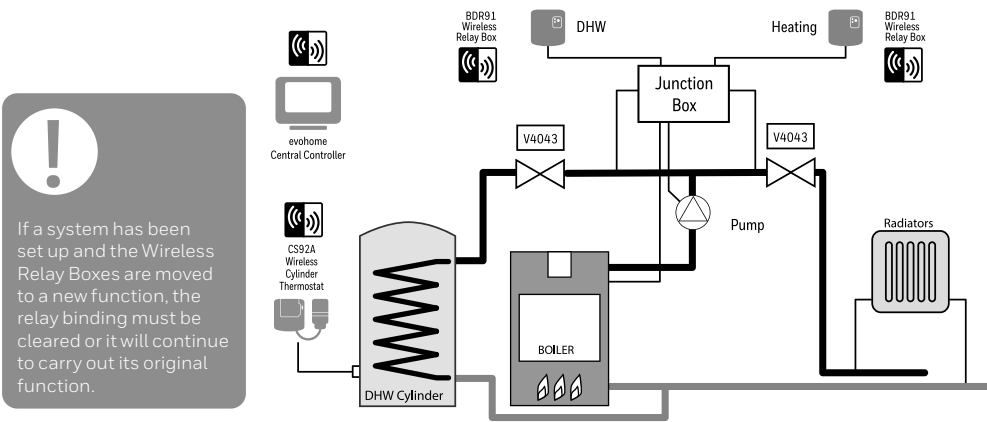 If a system has been
set up and the Wireless
Relay Boxes are moved
to a new function, the
relay binding must be
cleared or it will continue
to carry out its original
function.
evohome
Central Controller
CS92A
Wireless
Cylinder
Thermostat
BDR91
Wireless
Relay Box
DHW
Heating
BDR91
Wireless
Relay Box
Junction
Box
V4043
V4043
Pump
Radiators
BOILER
DHW Cylinder